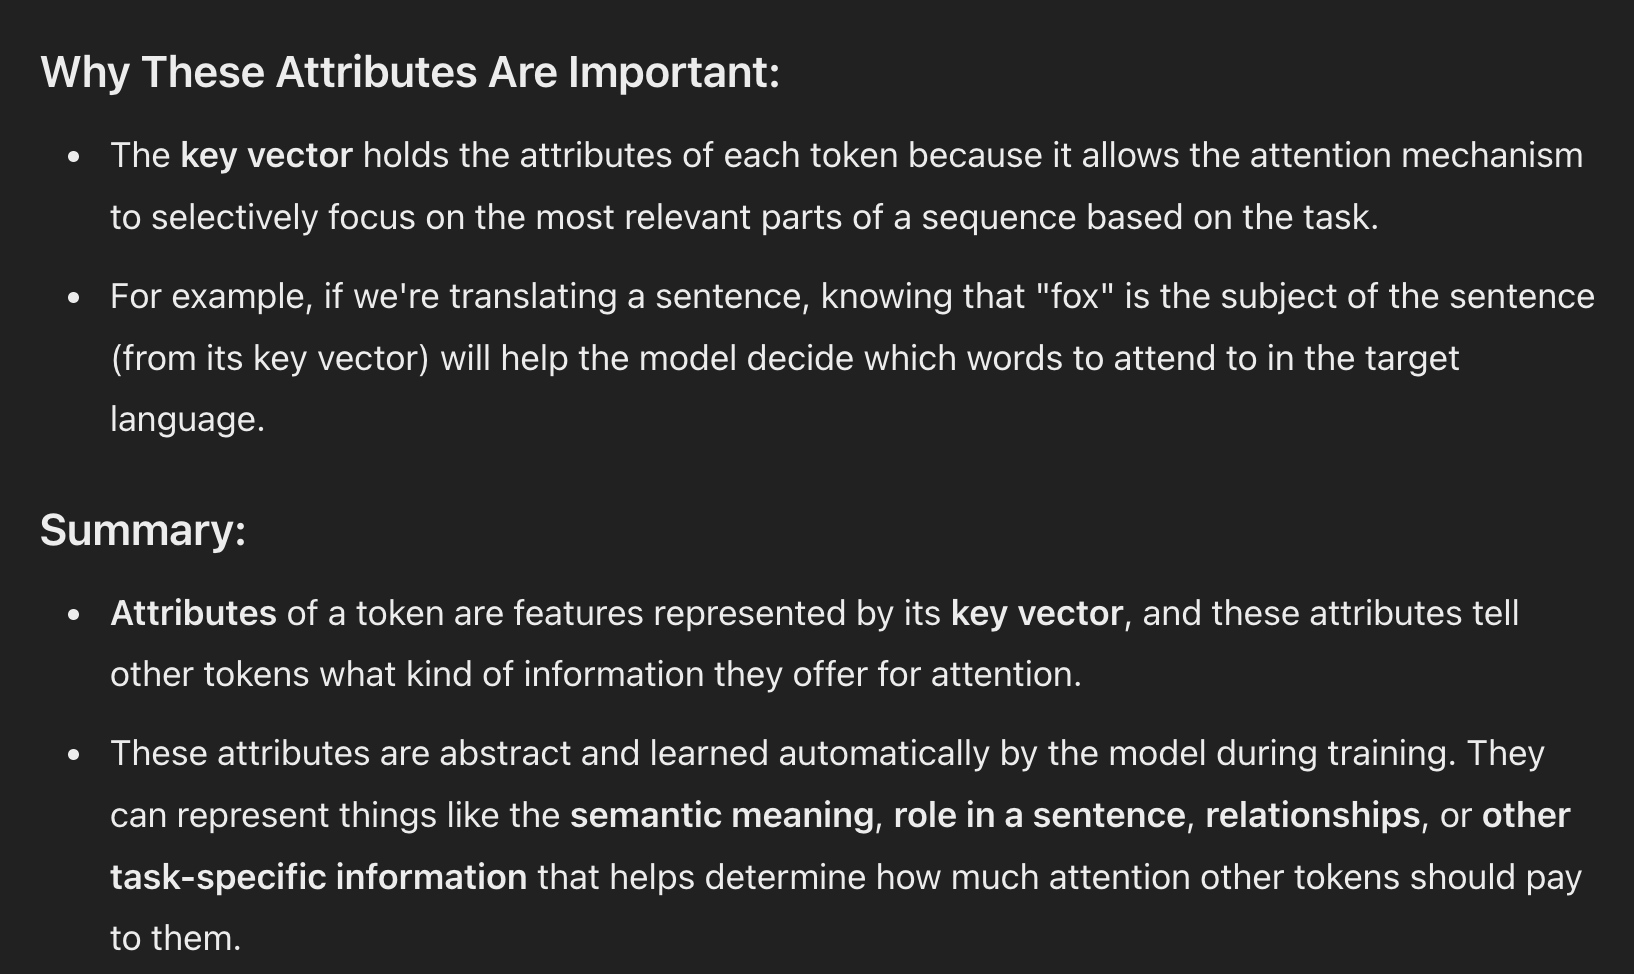 Why These Attributes Are Important:
• The key vector holds the attributes of each token because it allows the attention mechanism
to selectively focus on the most relevant parts of a sequence based on the task.
• For example, if we're translating a sentence, knowing that "fox" is the subject of the sentence
(from its key vector) will help the model decide which words to attend to in the target
language.
Summary:
• Attributes of a token are features represented by its key vector, and these attributes tell
other tokens what kind of information they offer for attention.
• These attributes are abstract and learned automatically by the model during training. They
can represent things like the semantic meaning, role in a sentence, relationships, or other
task-specific information that helps determine how much attention other tokens should pay
to them.